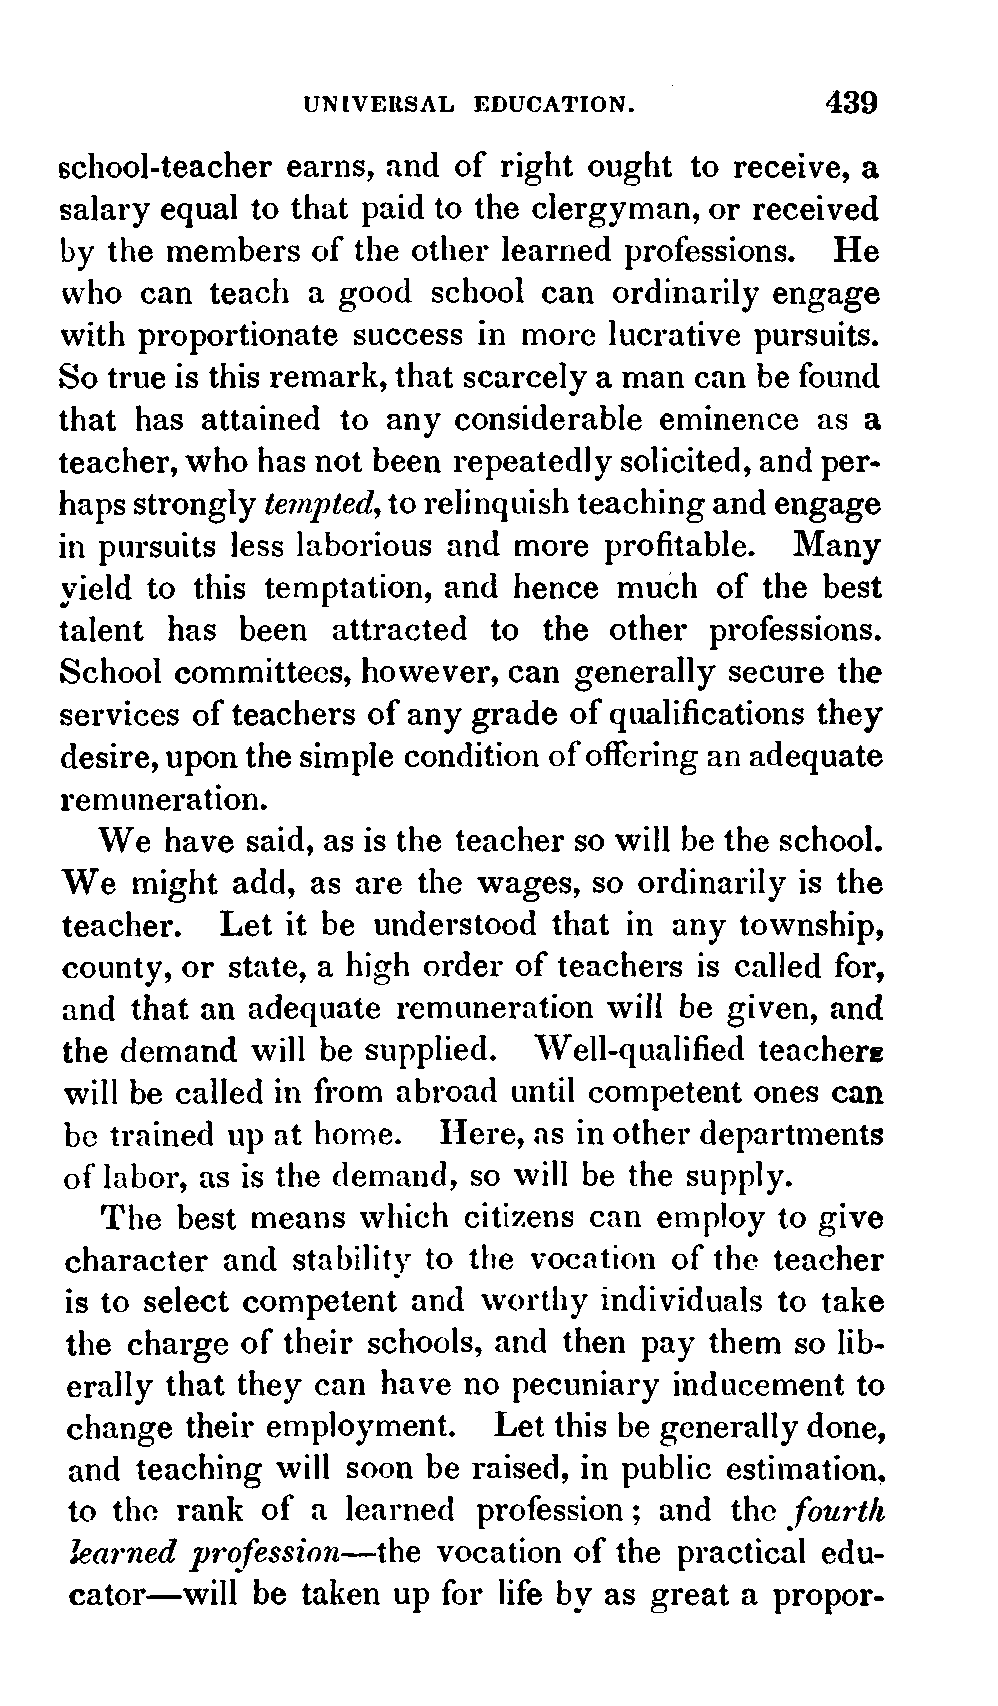 UNIVERSAL EDUCATION. 439
school-teacher earns, and of right ought to receive, a
salary equal to that paid to the clergyman, or received
by the members of the other learned professions. He
who can teach a good school can ordinarily engage
with proportionate success in more lucrative pursuits.
So true is this remark, that scarcely a man can be found
that has attained to any considerable eminence as a
teacher, who has not been repeatedly solicited, and per-
haps strongly tempted, to relinquish teaching and engage
in pursuits less laborious and more profitable. Many
yield to this temptation, and hence much of the best
talent has been attracted to the other professions.
School committees, however, can generally secure the
services of teachers of any grade of qualifications they
desire, upon the simple condition of offering an adequate
remuneration.
We have said, as is the teacher so will be the school.
We might add, as are the wages, so ordinarily is the
teacher. Let it be understood that in any township,
county, or state, a high order of teachers is called for,
and that an adequate remuneration will be given, and
the demand will be supplied. Well-qualified teachers
will be called in from abroad until competent ones can
be trained up at home. Here, as in other departments
of labor, as is the demand, so will be the supply.
The best means which citizens can employ to give
character and stability to the vocation of the teacher
is to select competent and worthy individuals to take
the charge of their schools, and then pay them so lib-
erally that they can have no pecuniary inducement to
change their employment. Let this be generally done,
and teaching will soon be raised, in public estimation,
to the rank of a learned profession; and the fourth
learned profession—the vocation of the practical edu-
cator—will be taken up for life by as great a propor-